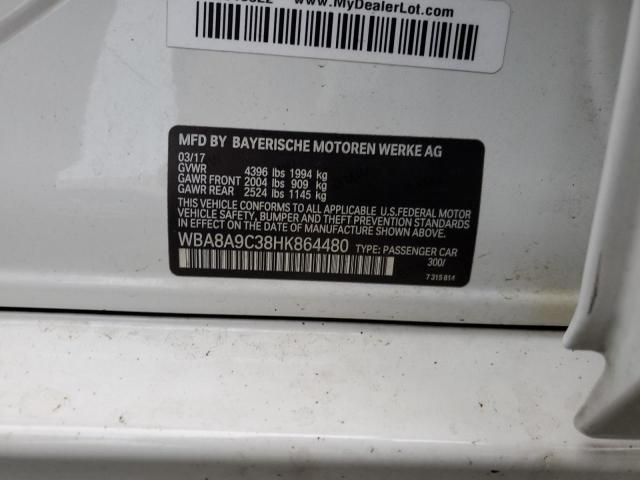 www.MyDealerLot.com
MFD BY BAYERISCHE MOTOREN WERKE AG
03/17
GVWR 4396 lbs 1994 kg
GAWR FRONT 2004 lbs 909 kg
GAWR REAR 2524 lbs 1145 kg
THIS VEHICLE CONFORMS TO ALL APPLICABLE U.S.FEDERAL MOTOR
VEHICLE SAFETY, BUMPER, AND THEFT PREVENTION STANDARDS
IN EFFECT ON THE DATE OF MANUFACTURE SHOWN ABOVE.
WBA8A9C38HK864480 TYPE: PASSENGER CAR
300/
7315814